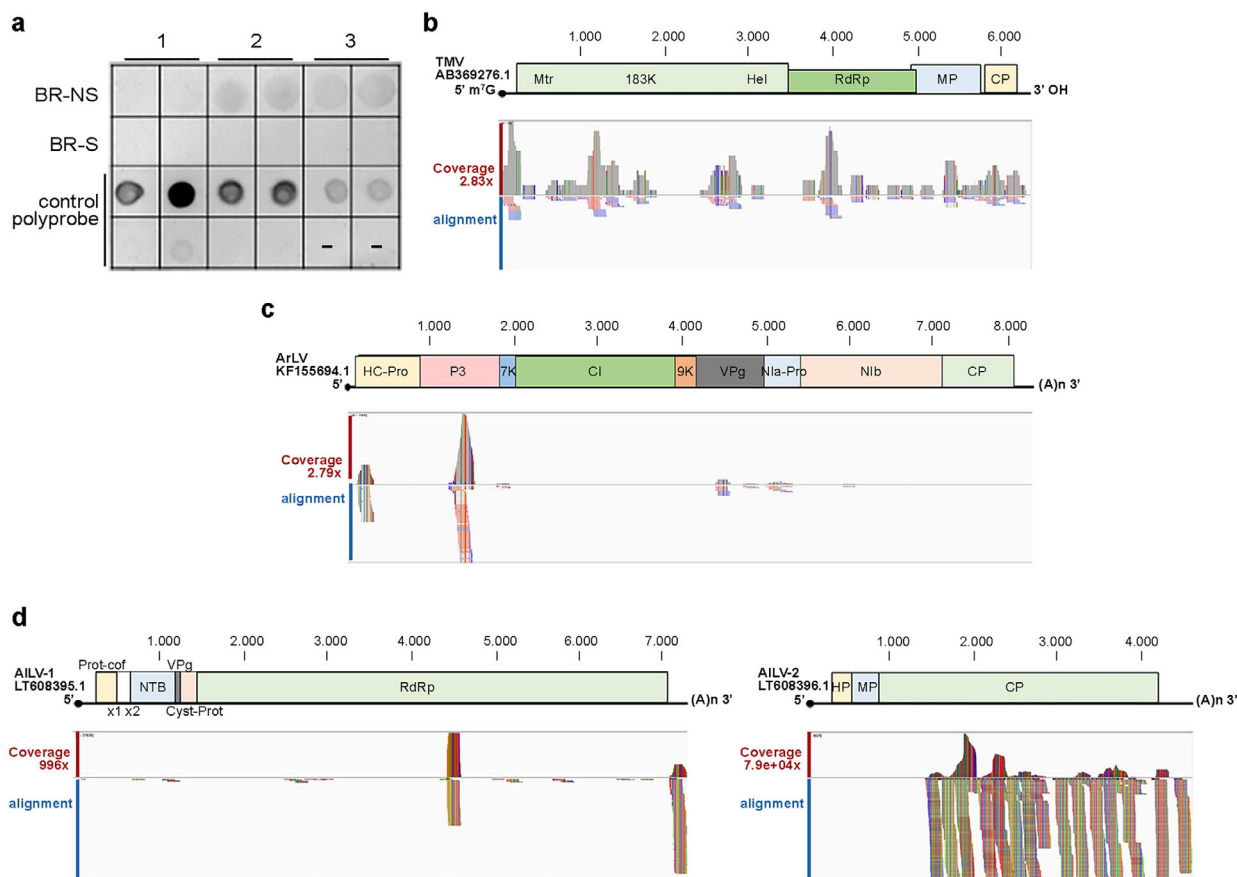 a
1 2 3
BR-NS
BR-S
control
polyprobe
- -
b
1.000 2.000 3.000 4.000 5.000 6.000
TMV
AB369276.1
5' m⁷G
Mtr 183K Hel RdRp MP CP
3' OH
Coverage
2.83x
alignment
c
1.000 2.000 3.000 4.000 5.000 6.000 7.000 8.000
ArLV
KF155694.1
5'
HC-Pro P3 7K CI 9K VPg NIa-Pro NIb CP
(A)n 3'
Coverage
2.79x
alignment
d
1.000 2.000 3.000 4.000 5.000 6.000 7.000
Prot-cof VPg
AILV-1
LT608395.1
5'
NTB RdRp
(A)n 3'
x1 x2 Cyst-Prot
Coverage
996x
alignment
1.000 2.000 3.000 4.000
AILV-2
LT608396.1
5'
HP MP CP
(A)n 3'
Coverage
7.9e+04x
alignment